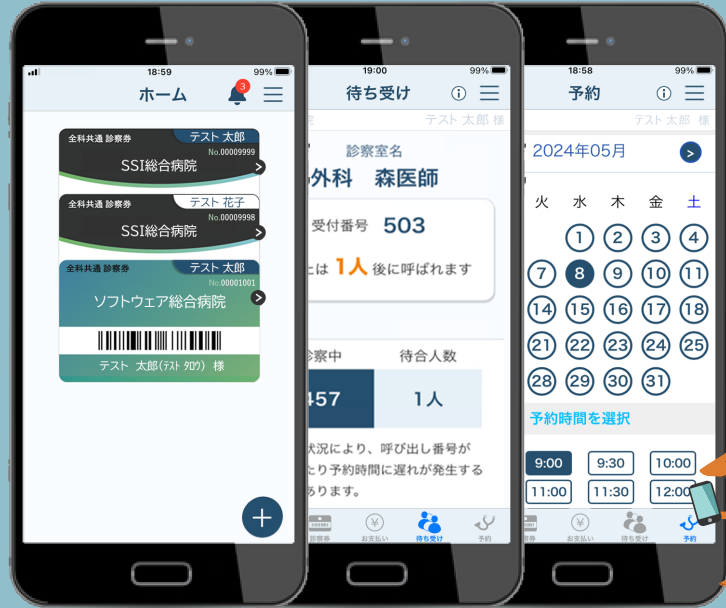 18:59
99%
ホーム
3
全科共通 診察券
テスト 太郎
No.00009999
SSI総合病院
全科共通 診察券
テスト 花子
No.00009998
SSI総合病院
全科共通 診察券
テスト 太郎
No.00001001
ソフトウェア総合病院
テスト 太郎(テスト タロウ) 様
19:00
99%
待ち受け
テスト 太郎 様
診察室名
外科 森医師
受付番号 503
は 1人 後に呼ばれます
察中
待合人数
457
1人
状況により、呼び出し番号が
たり予約時間に遅れが発生する
あります。
診察券
お支払い
待ち受け
予約
18:58
99%
予約
テスト 太郎 様
2024年05月
火 水 木 金 土
1 2 3 4
7 8 9 10 11
14 15 16 17 18
21 22 23 24 25
28 29 30 31
予約時間を選択
9:00 9:30 10:00
11:00 11:30 12:00
お支払い
待ち受け
予約